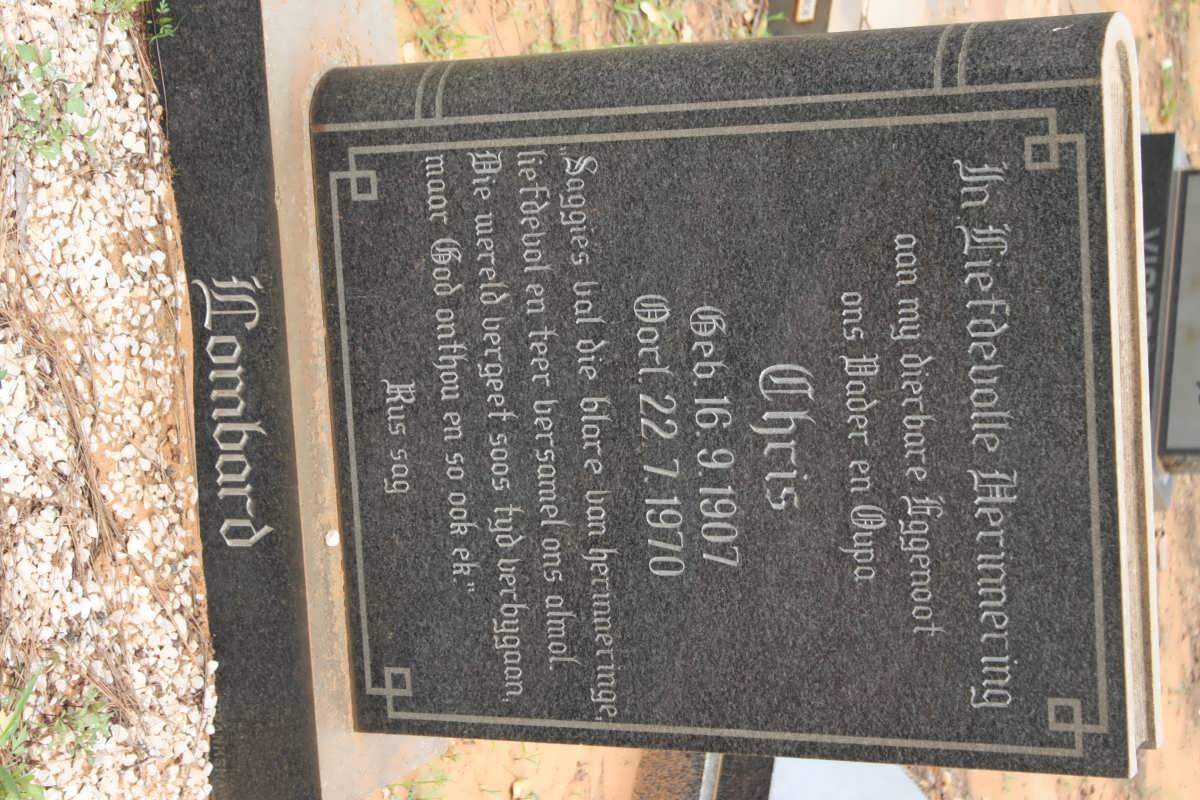 In Liefdevolle Herinnering
aan my dierbare Eggenoot
ons Vader en Oupa
Chris
Geb. 16. 9. 1907
Oorl. 22. 7. 1970
"Saggies val die blare van herinneringe,
liefdevol en teer versamel ons almal
Die wereld verget soos tyd verbygaan,
maar God onthou en so ook ek."
Rus sag
Lombard